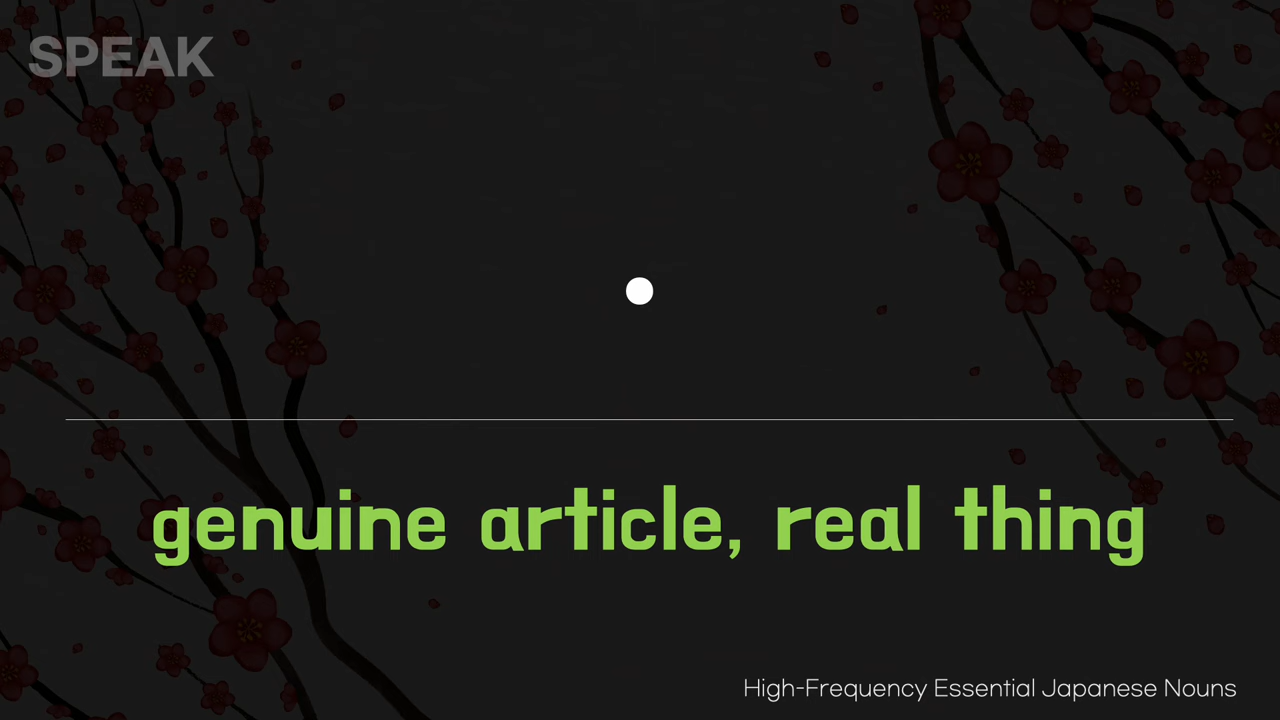 SPEAK
genuine article, real thing
High-Frequency Essential Japanese Nouns